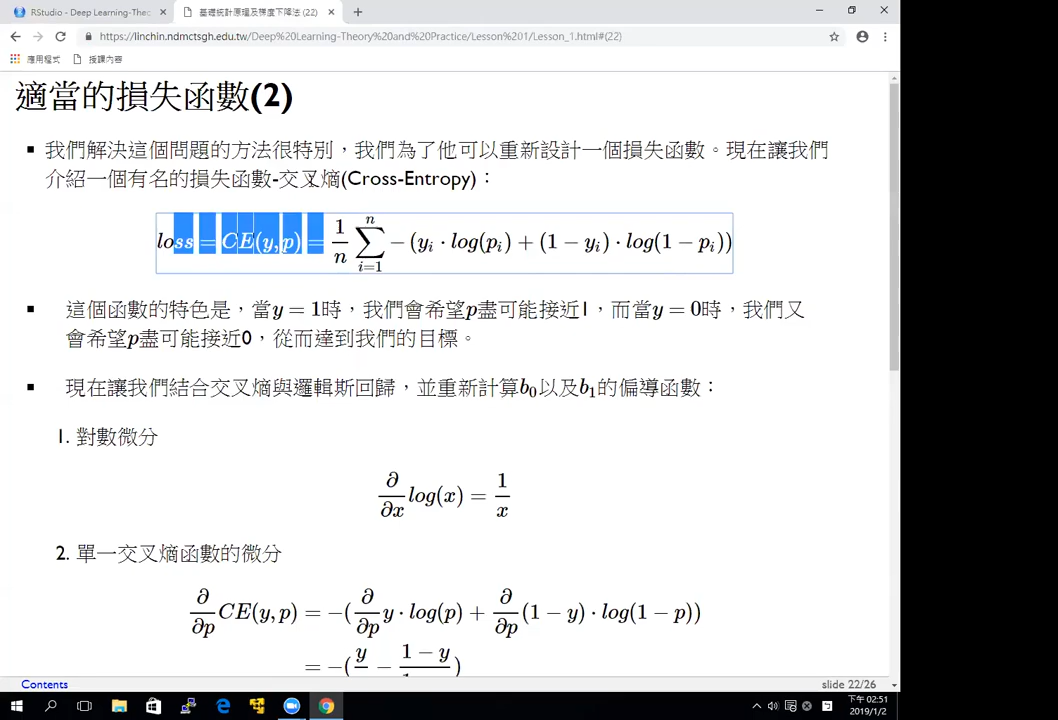 RStudio - Deep Learning-Theo
基礎統計原理及梯度下降法 (22)
https://linchin.ndmctsgh.edu.tw/Deep%20Learning-Theory%20and%20Practice/Lesson%201/Lesson_1.html#(22)
應用程式 授課內容
適當的損失函數(2)
我們解決這個問題的方法很特別，我們為了他可以重新設計一個損失函數。現在讓我們
介紹一個有名的損失函數-交叉熵(Cross-Entropy)：
loss = CE(y, p) = 1/n ∑_{i=1}^{n} − (y_i · log(p_i) + (1 − y_i) · log(1 − p_i))
這個函數的特色是，當y = 1時，我們會希望p盡可能接近1，而當y = 0時，我們又
會希望p盡可能接近0，從而達到我們的目標。
現在讓我們結合交叉熵與邏輯斯回歸，並重新計算b_0以及b_1的偏導函數：
1. 對數微分
∂/∂x log(x) = 1/x
2. 單一交叉熵函數的微分
∂/∂p CE(y, p) = −(∂/∂p y · log(p) + ∂/∂p (1 − y) · log(1 − p))
= −(y − 1 − y)
Contents
slide 22/26
下午 02:51
2019/1/2